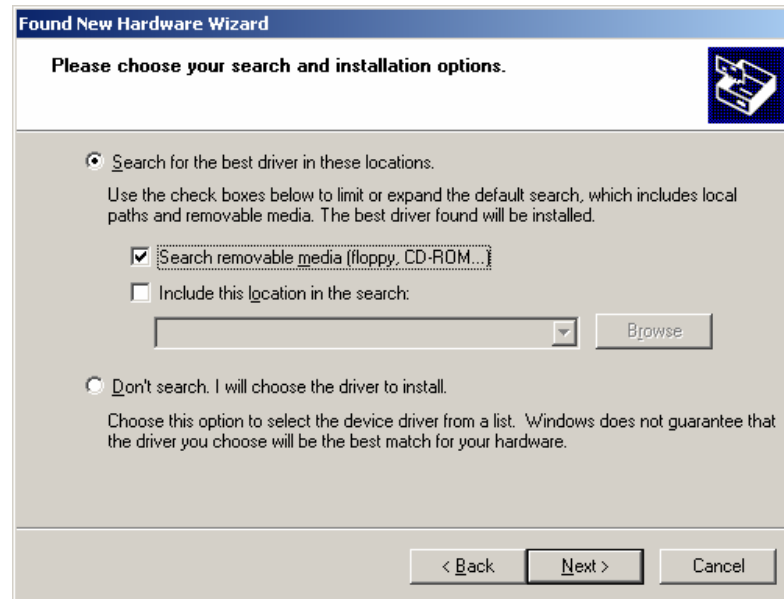 Found New Hardware Wizard
Please choose your search and installation options.
Search for the best driver in these locations.
Use the check boxes below to limit or expand the default search, which includes local
paths and removable media. The best driver found will be installed.
Search removable media (floppy, CD-ROM...)
Include this location in the search:
Browse
Don't search. I will choose the driver to install.
Choose this option to select the device driver from a list.  Windows does not guarantee that
the driver you choose will be the best match for your hardware.
< Back Next > Cancel